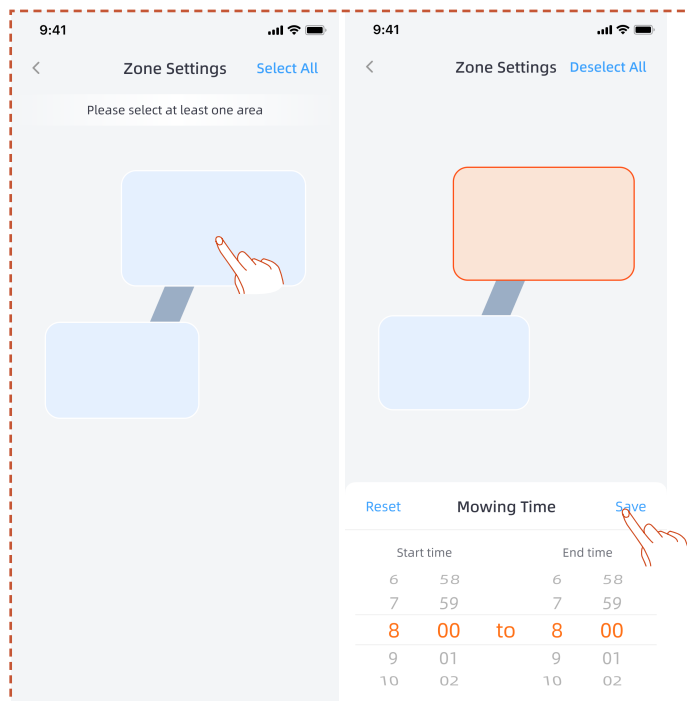 9:41
Zone Settings Select All
Please select at least one area
9:41
Zone Settings Deselect All
Reset Mowing Time Save
Start time End time
6 58 6 58
7 59 7 59
8 00 to 8 00
9 01 9 01
10 02 10 02